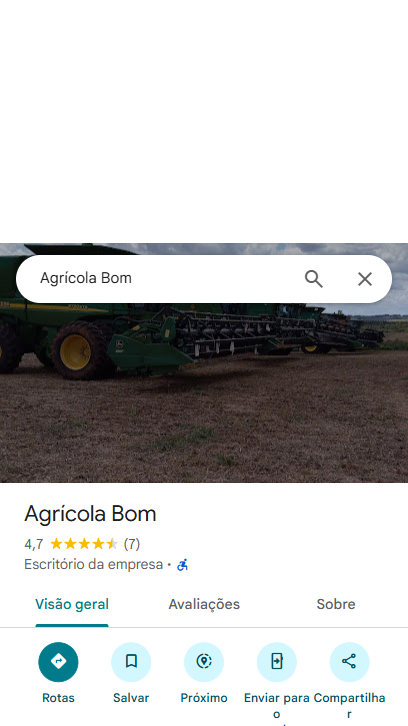 Agrícola Bom
Agrícola Bom
4,7 (7)
Escritório da empresa ·
Visão geral Avaliações Sobre
Rotas Salvar Próximo Enviar para o Compartilhar